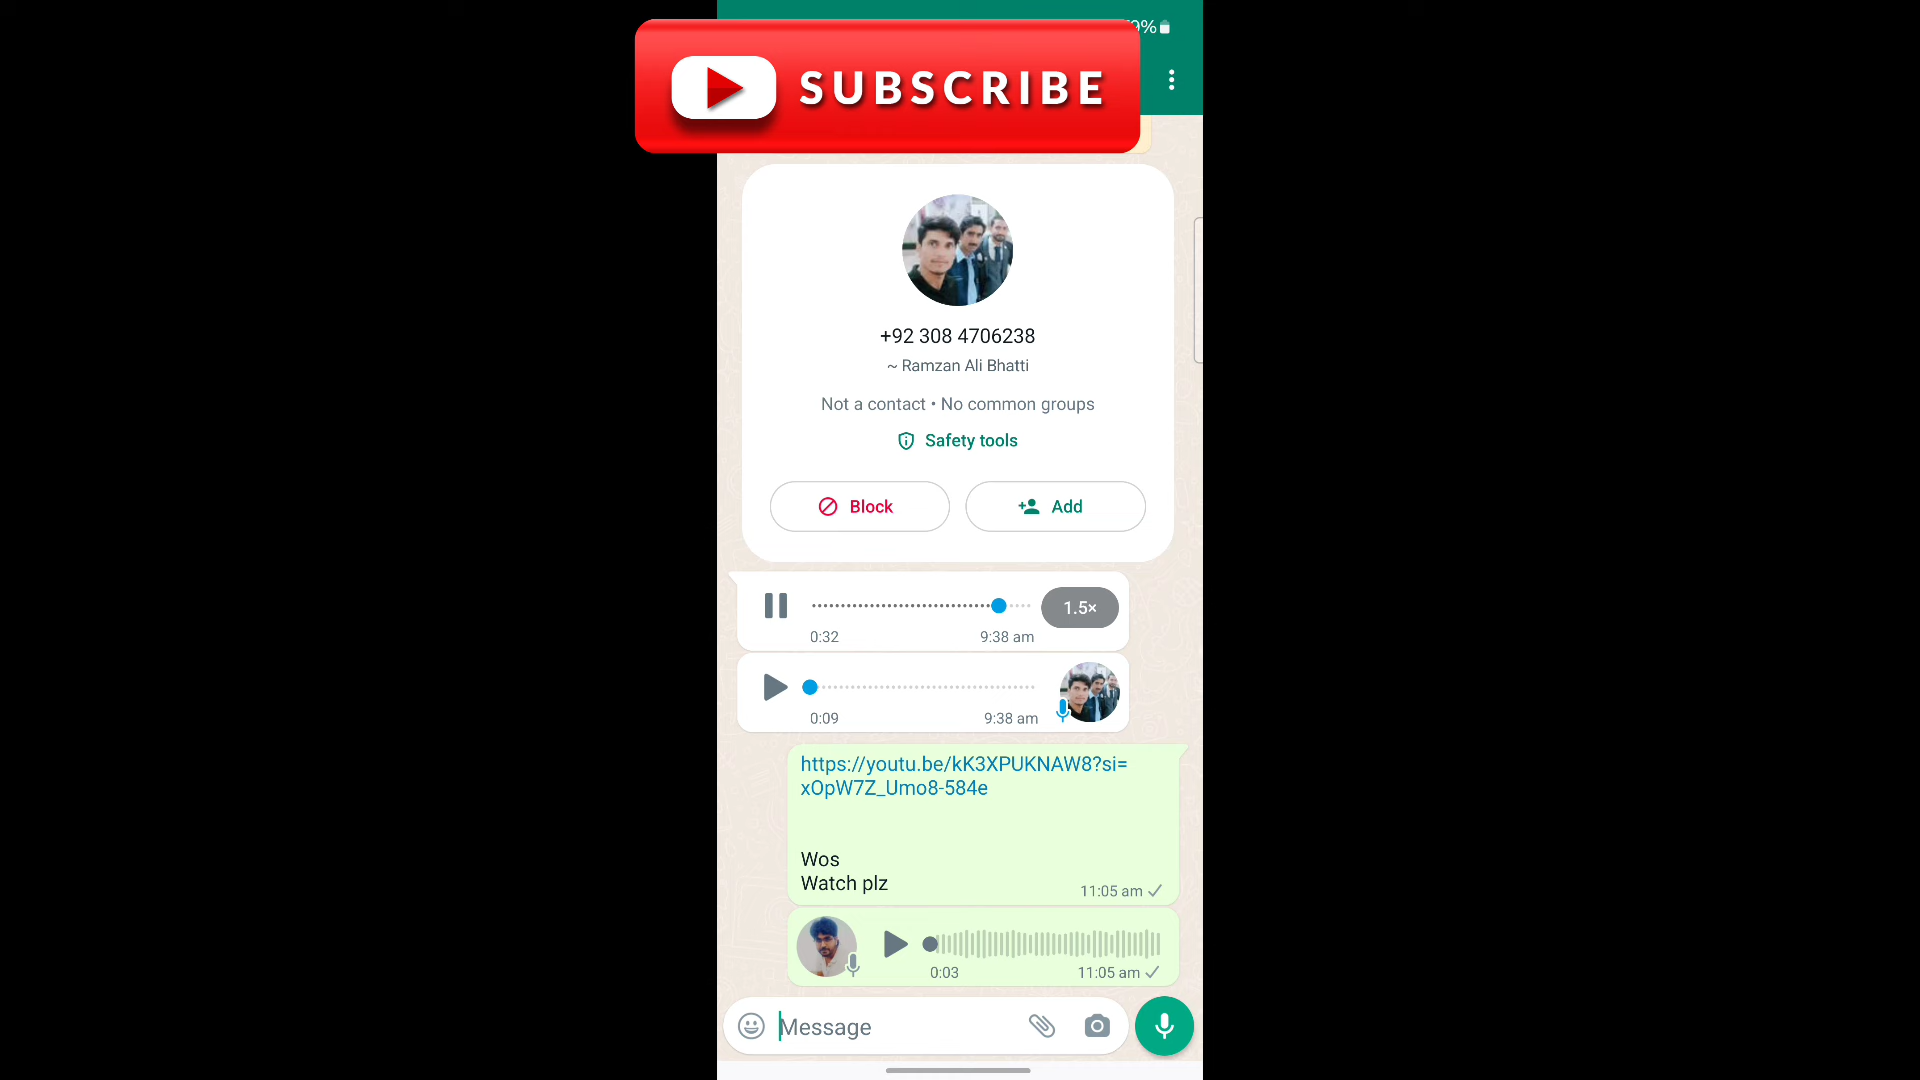 9%
SUBSCRIBE
+92 308 4706238
~ Ramzan Ali Bhatti
Not a contact • No common groups
Safety tools
Block
Add
1.5×
0:32
9:38 am
0:09
9:38 am
https://youtu.be/kK3XPUKNAW8?si=
xOpW7Z_Umo8-584e
Wos
Watch plz
11:05 am
0:03
11:05 am
Message